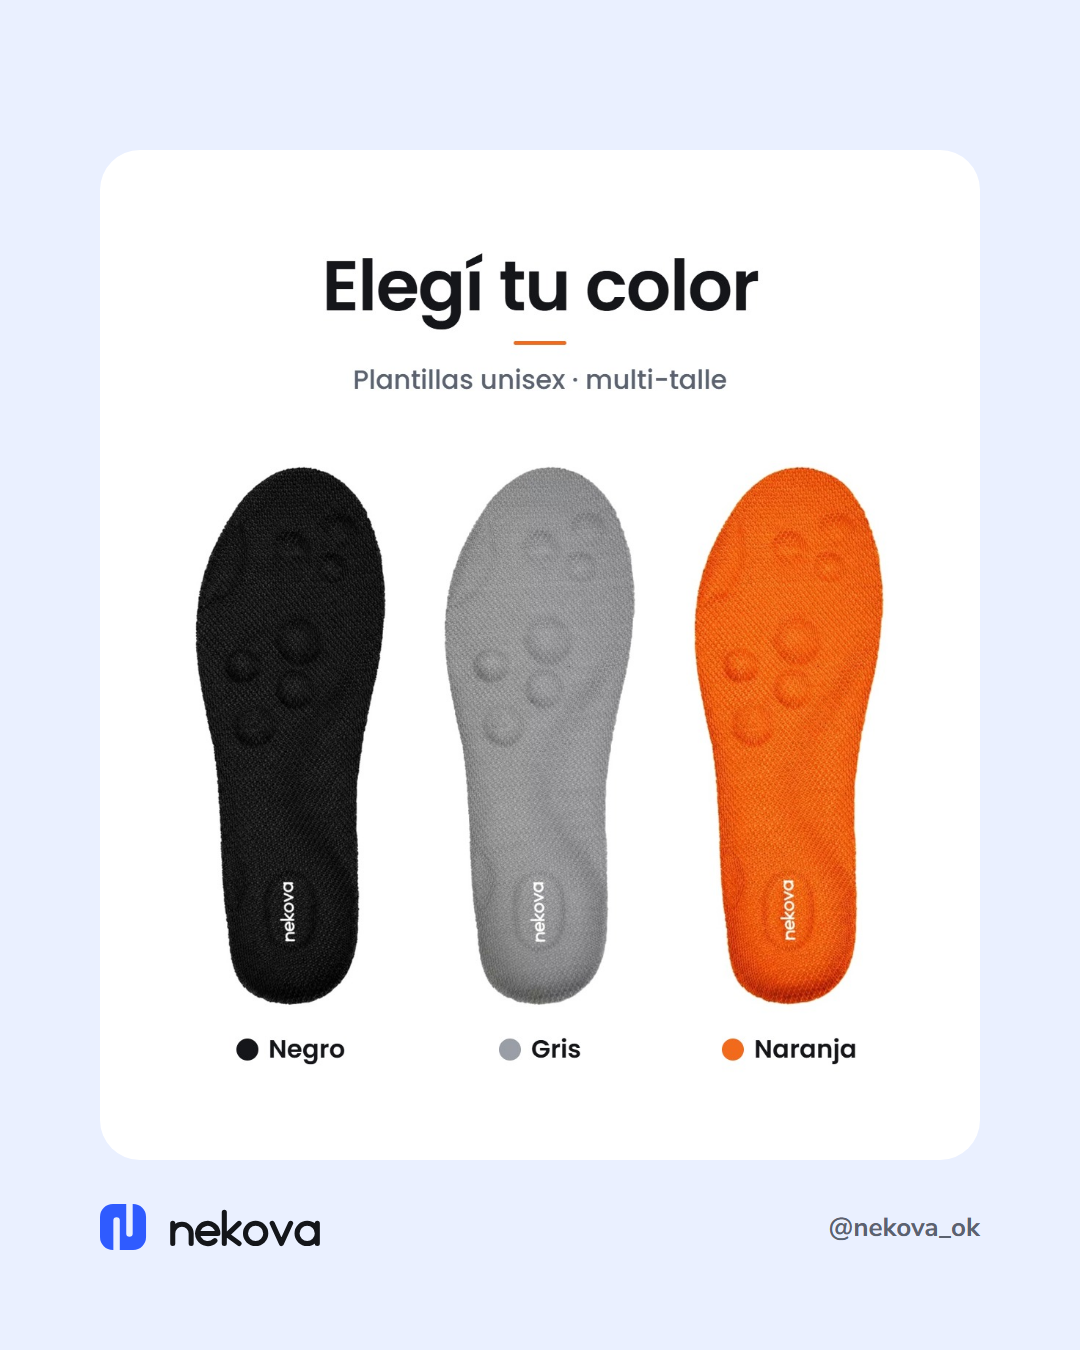 Elegí tu color
Plantillas unisex · multi-talle
nekova
nekova
nekova
Negro
Gris
Naranja
nekova
@nekova_ok